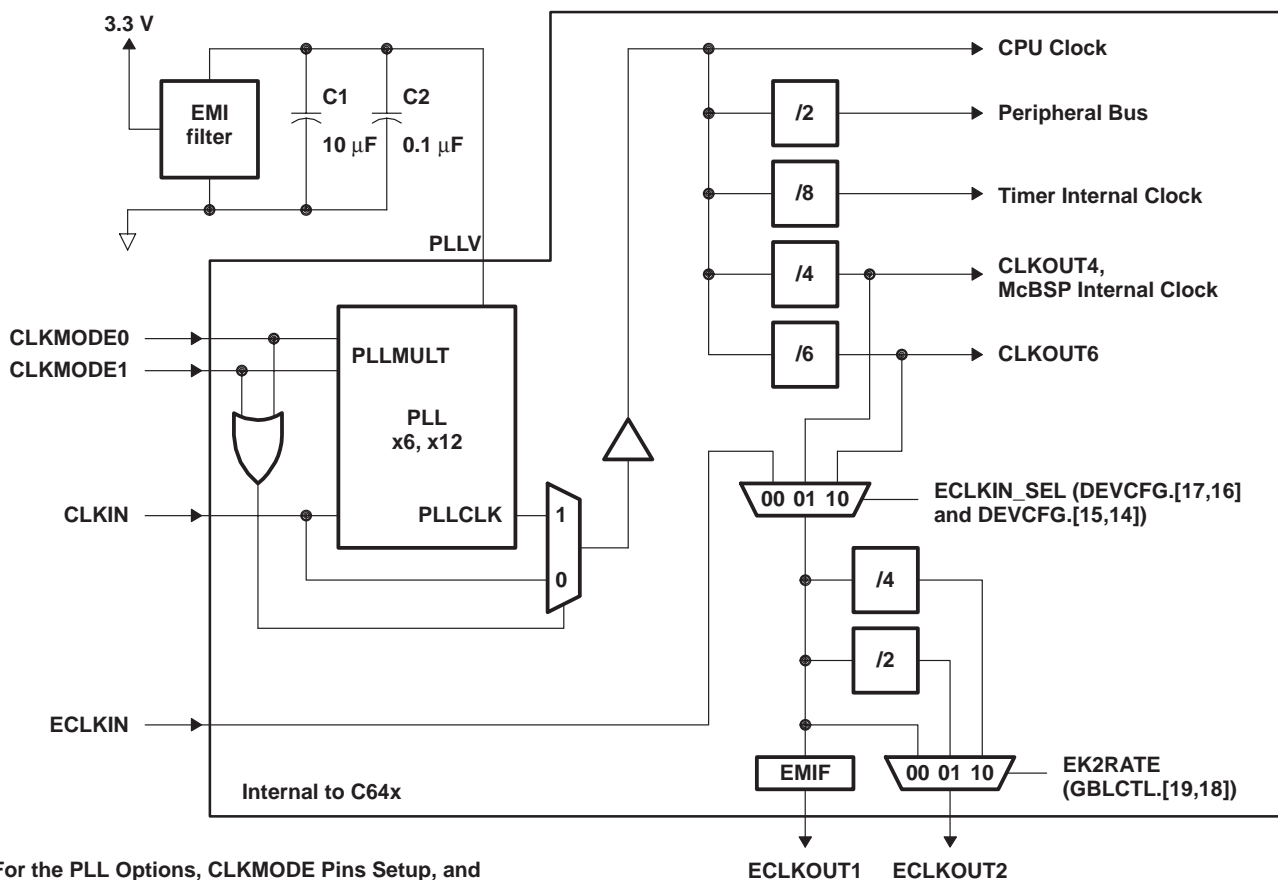 3.3 V
CPU Clock
EMI
filter
C1
C2
10 μF
0.1 μF
/2
Peripheral Bus
/8
Timer Internal Clock
PLLV
/4
CLKOUT4,
McBSP Internal Clock
CLKMODE0
PLLMULT
/6
CLKOUT6
CLKMODE1
PLL
x6, x12
00 01 10
ECLKIN_SEL (DEVCFG.[17,16]
and DEVCFG.[15,14])
CLKIN
PLLCLK
1
0
/4
/2
ECLKIN
EMIF
00 01 10
EK2RATE
(GBLCTL.[19,18])
Internal to C64x
ECLKOUT1
ECLKOUT2
For the PLL Options, CLKMODE Pins Setup, and